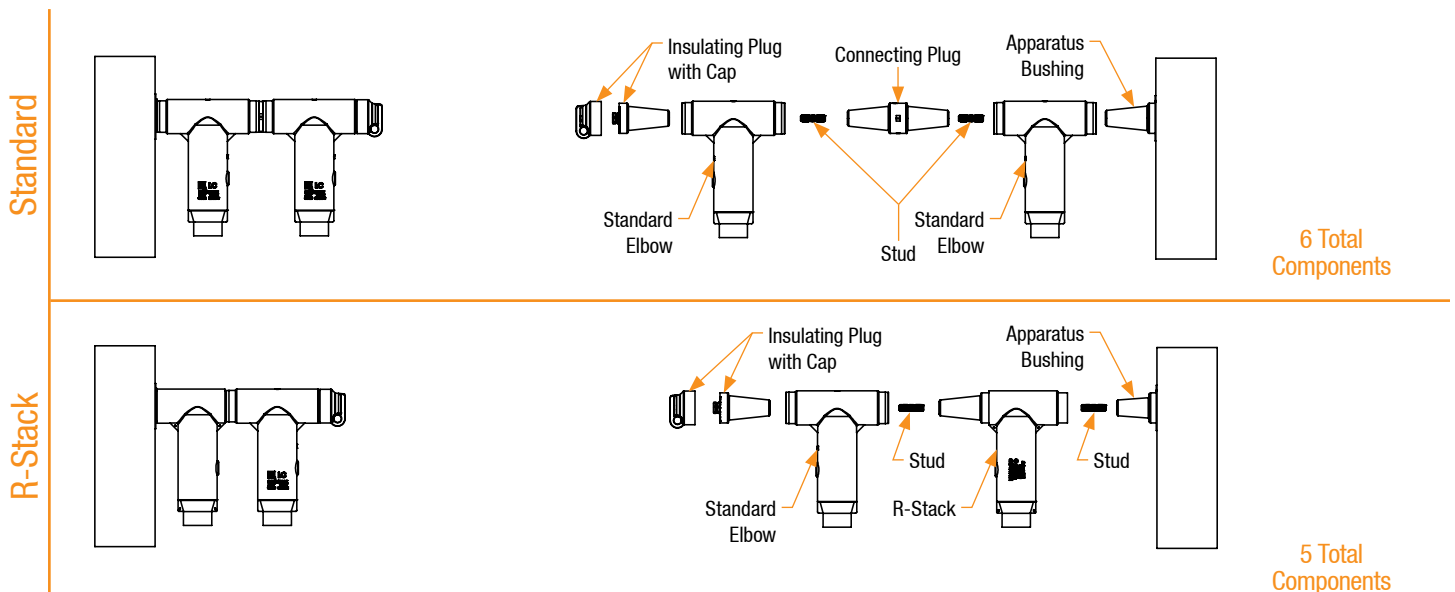 Standard
Insulating Plug
with Cap
Connecting Plug
Apparatus
Bushing
Standard
Elbow
Stud
Standard
Elbow
6 Total
Components
R-Stack
Insulating Plug
with Cap
Apparatus
Bushing
Stud
Stud
Standard
Elbow
R-Stack
5 Total
Components